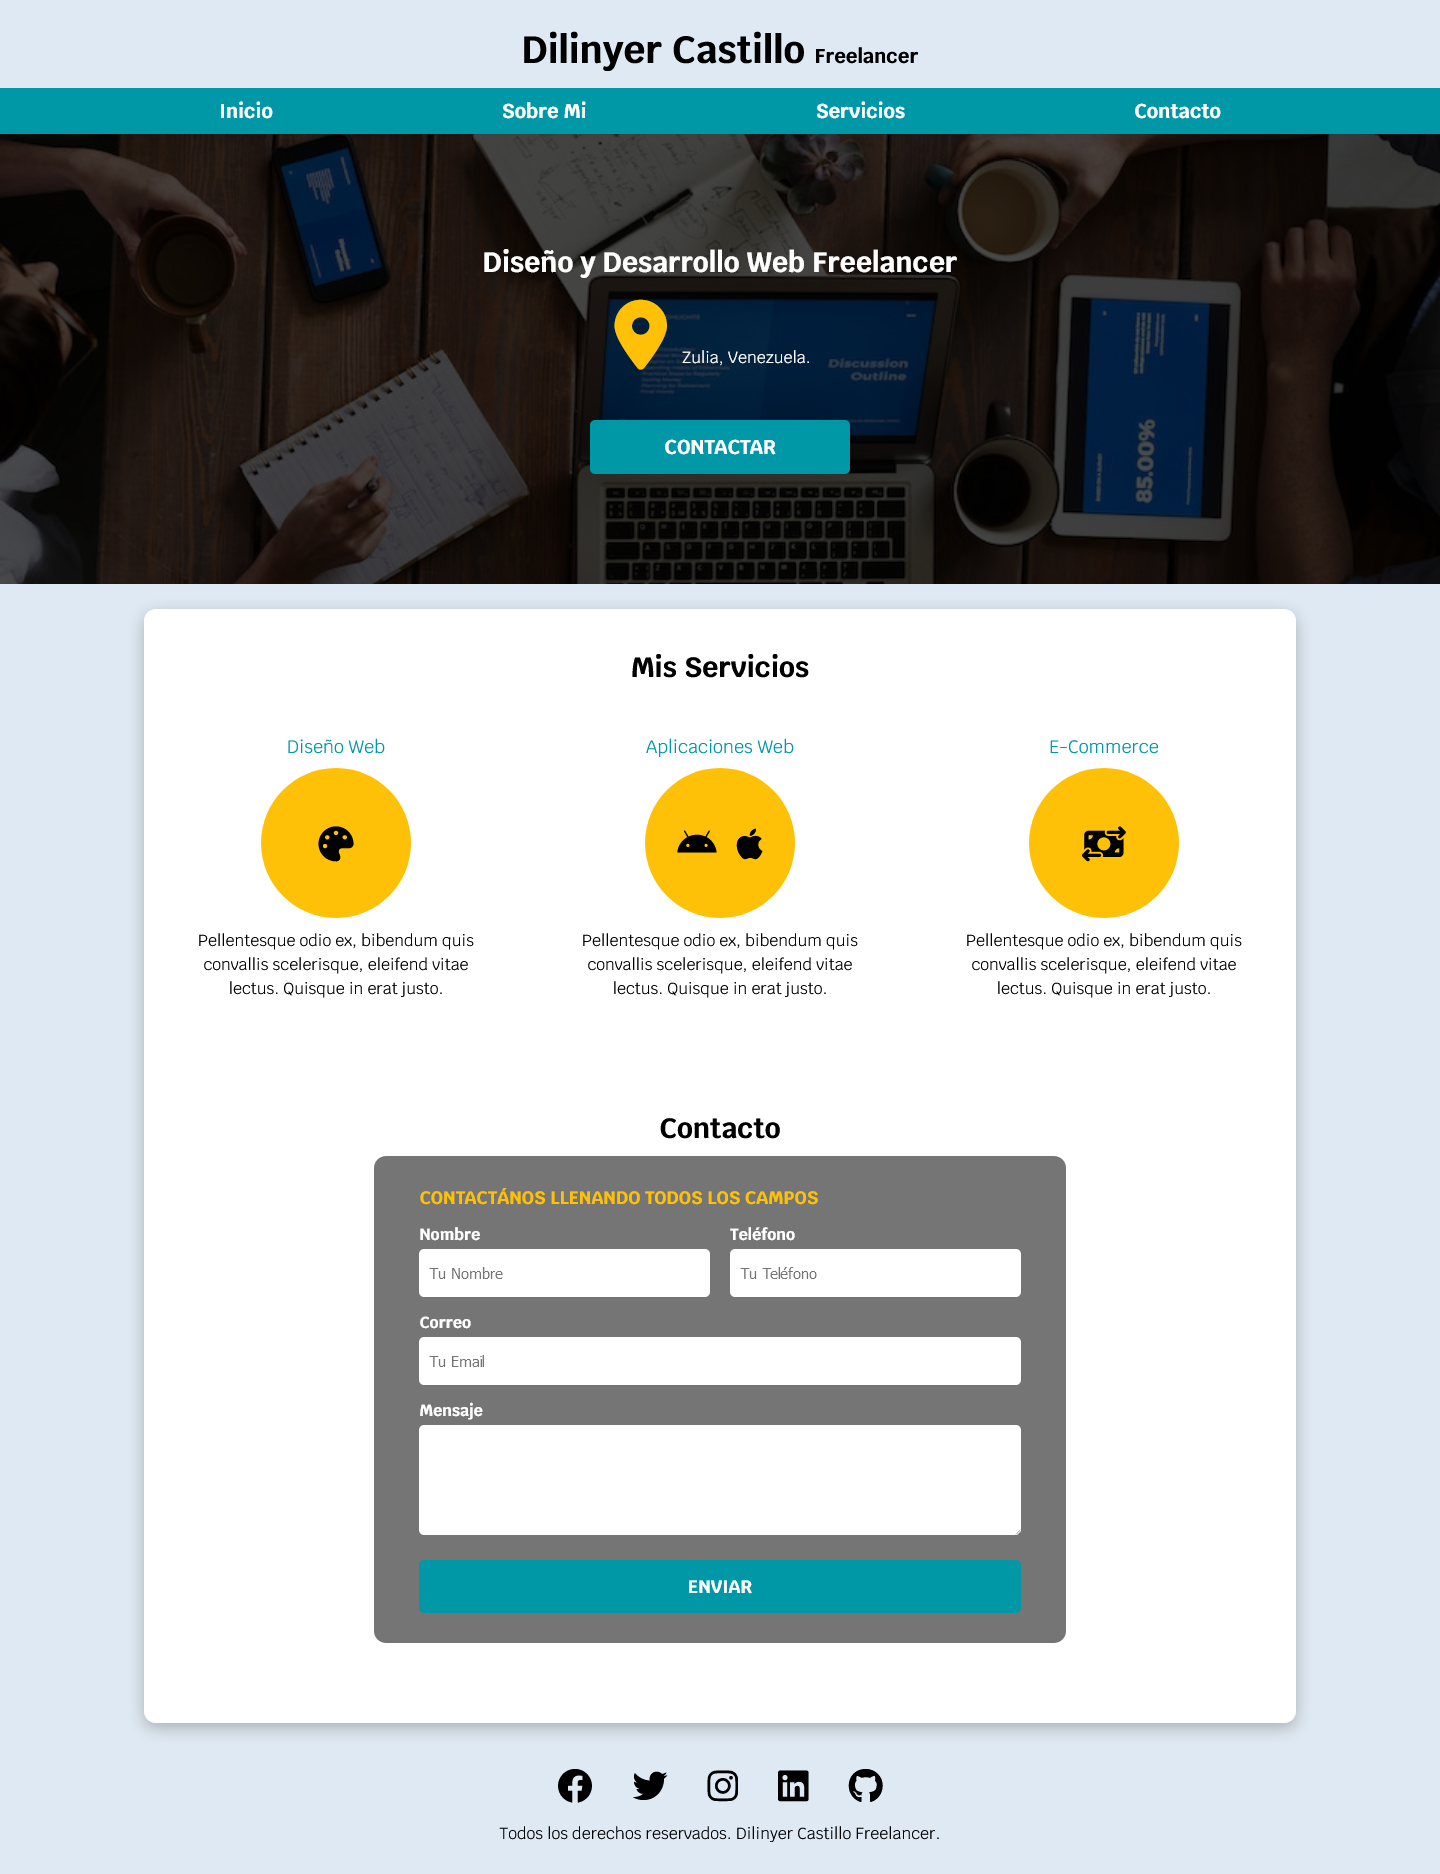 Dilinyer Castillo Freelancer
Inicio
Sobre Mi
Servicios
Contacto
Diseño y Desarrollo Web Freelancer
Zulia, Venezuela.
Discussion
Outline
85.00%
CONTACTAR
Mis Servicios
Diseño Web
Pellentesque odio ex, bibendum quis
convallis scelerisque, eleifend vitae
lectus. Quisque in erat justo.
Aplicaciones Web
Pellentesque odio ex, bibendum quis
convallis scelerisque, eleifend vitae
lectus. Quisque in erat justo.
E-Commerce
Pellentesque odio ex, bibendum quis
convallis scelerisque, eleifend vitae
lectus. Quisque in erat justo.
Contacto
CONTACTÁNOS LLENANDO TODOS LOS CAMPOS
Nombre
Tu Nombre
Teléfono
Tu Teléfono
Correo
Tu Email
Mensaje
ENVIAR
Todos los derechos reservados. Dilinyer Castillo Freelancer.